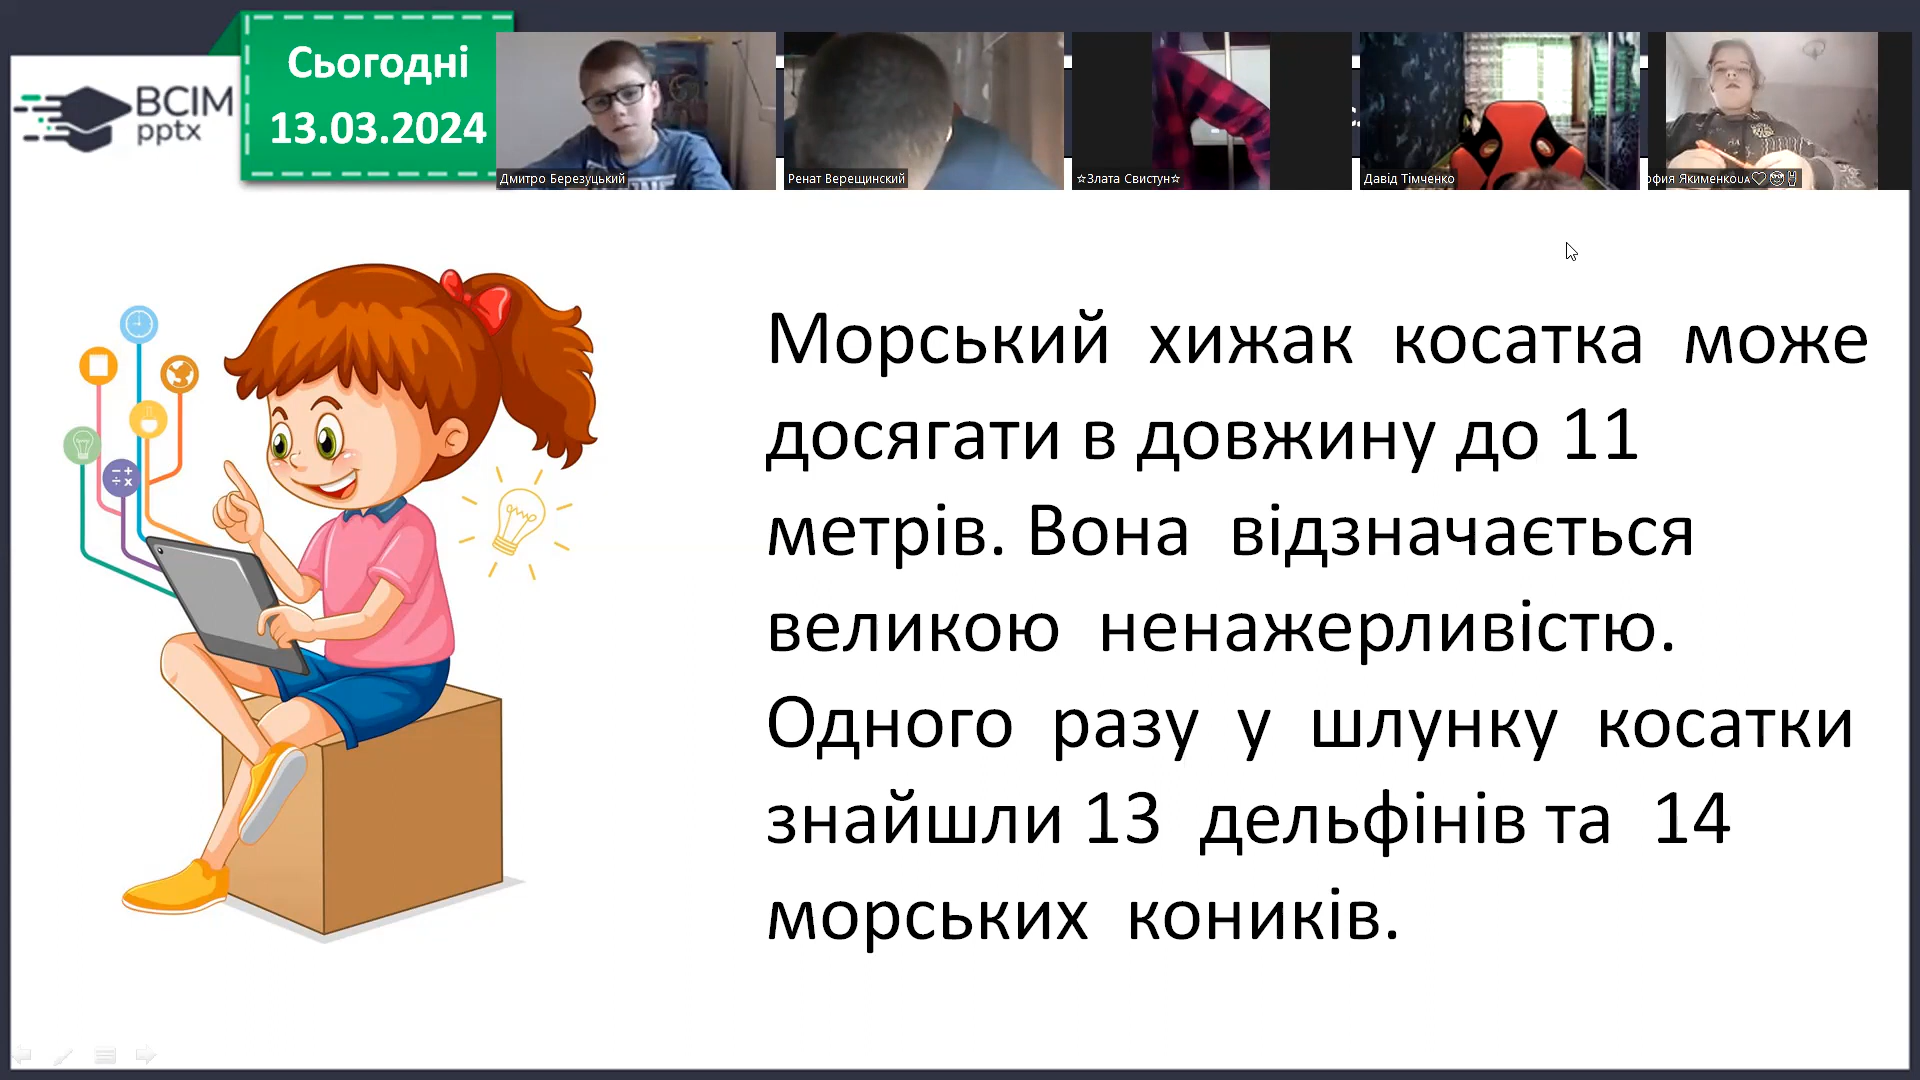 Сьогодні
13.03.2024
ВСІМ
pptx
Дмитро Березуцький
Ренат Верещинский
☆Злата Свистун☆
Давід Тімченко
офия Якименкоuᴀ♡
Морський хижак косатка може
досягати в довжину до 11
метрів. Вона відзначається
великою ненажерливістю.
Одного разу у шлунку косатки
знайшли 13 дельфінів та 14
морських коників.